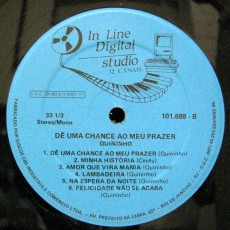 In Line
Digital
studio
32 CANAIS
33 1/3
Stereo/Mono
101.688 - B
DÊ UMA CHANCE AO MEU PRAZER
QUININHO
1. DÊ UMA CHANCE AO MEU PRAZER (Quininho)
2. MINHA HISTÓRIA (Quininho)
3. AMOR QUE VIRA MANIA (Quininho)
4. LAMBADEIRA (Quininho)
5. NA ESPERA DA NOITE (Quininho)
6. FELICIDADE NÃO SE ACABA
(Quininho)